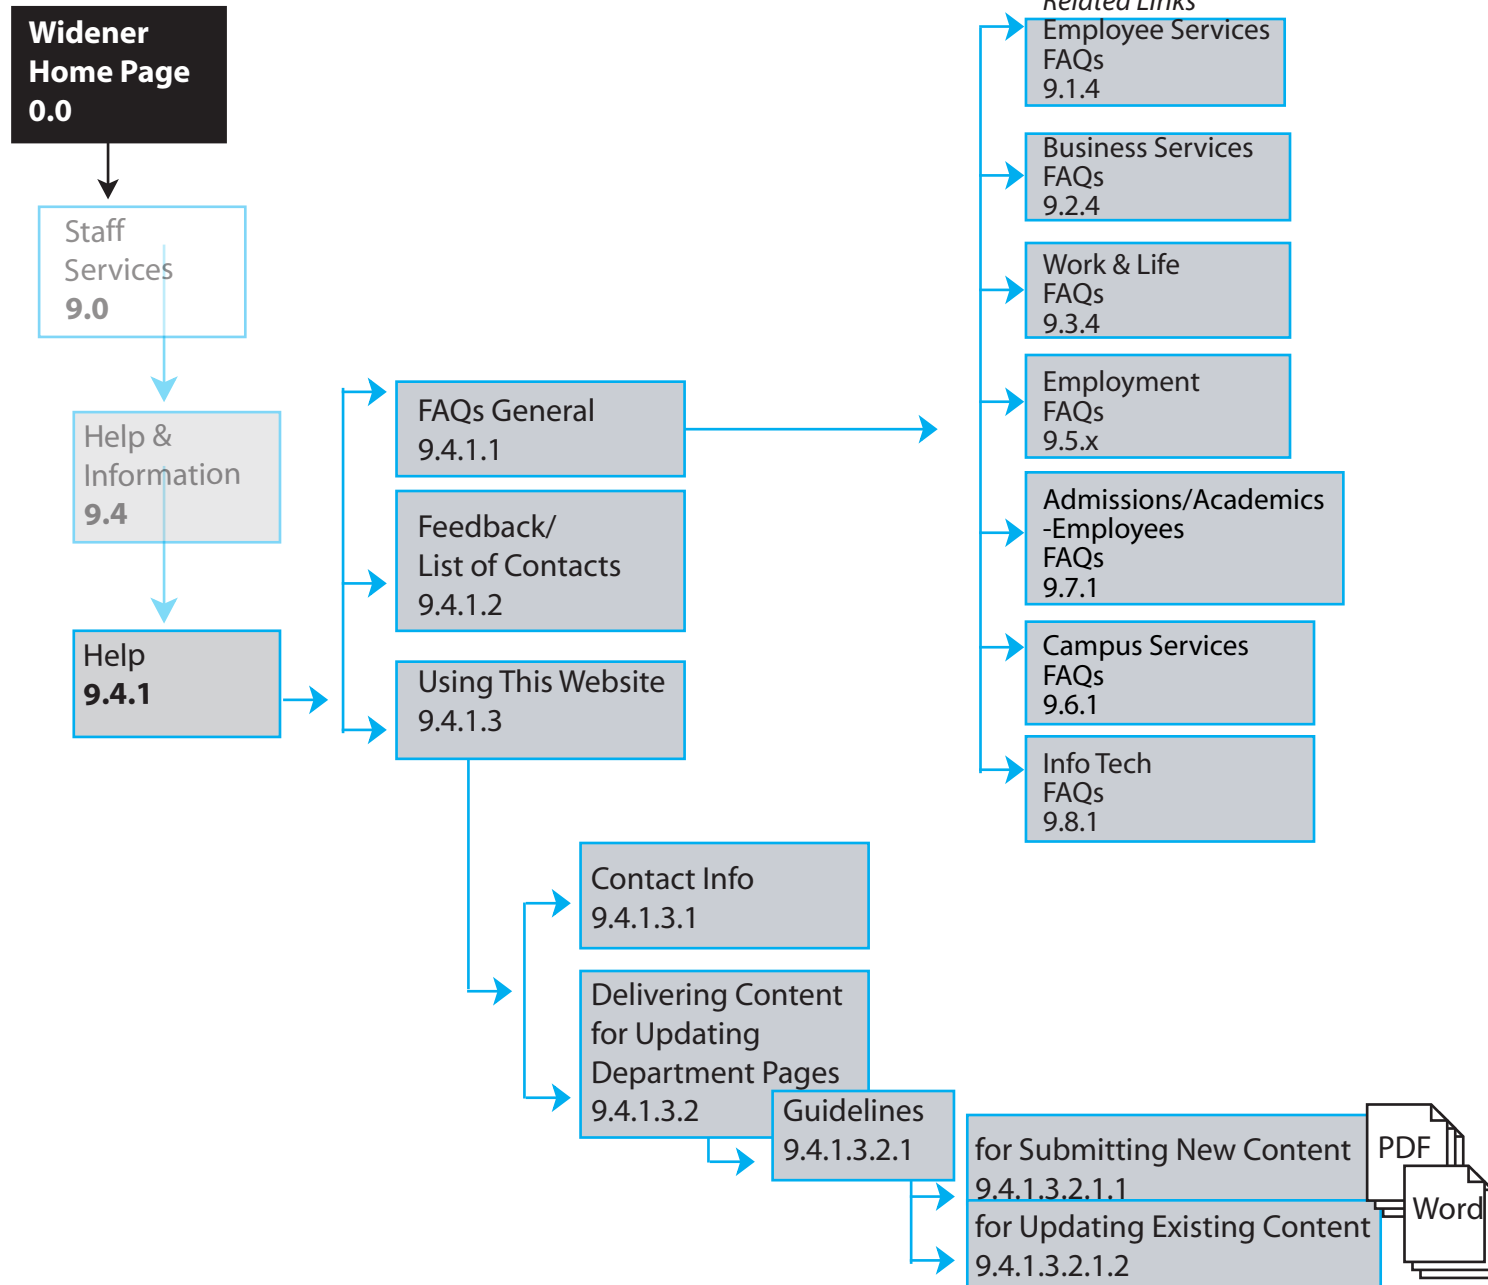 Widener
Home Page
0.0
Staff
Services
9.0
Help &
Information
9.4
Help
9.4.1
FAQs General
9.4.1.1
Feedback/
List of Contacts
9.4.1.2
Using This Website
9.4.1.3
Related Links
Employee Services
FAQs
9.1.4
Business Services
FAQs
9.2.4
Work & Life
FAQs
9.3.4
Employment
FAQs
9.5.x
Admissions/Academics
-Employees
FAQs
9.7.1
Campus Services
FAQs
9.6.1
Info Tech
FAQs
9.8.1
Contact Info
9.4.1.3.1
Delivering Content
for Updating
Department Pages
9.4.1.3.2
Guidelines
9.4.1.3.2.1
for Submitting New Content
9.4.1.3.2.1.1
for Updating Existing Content
9.4.1.3.2.1.2
PDF
Word